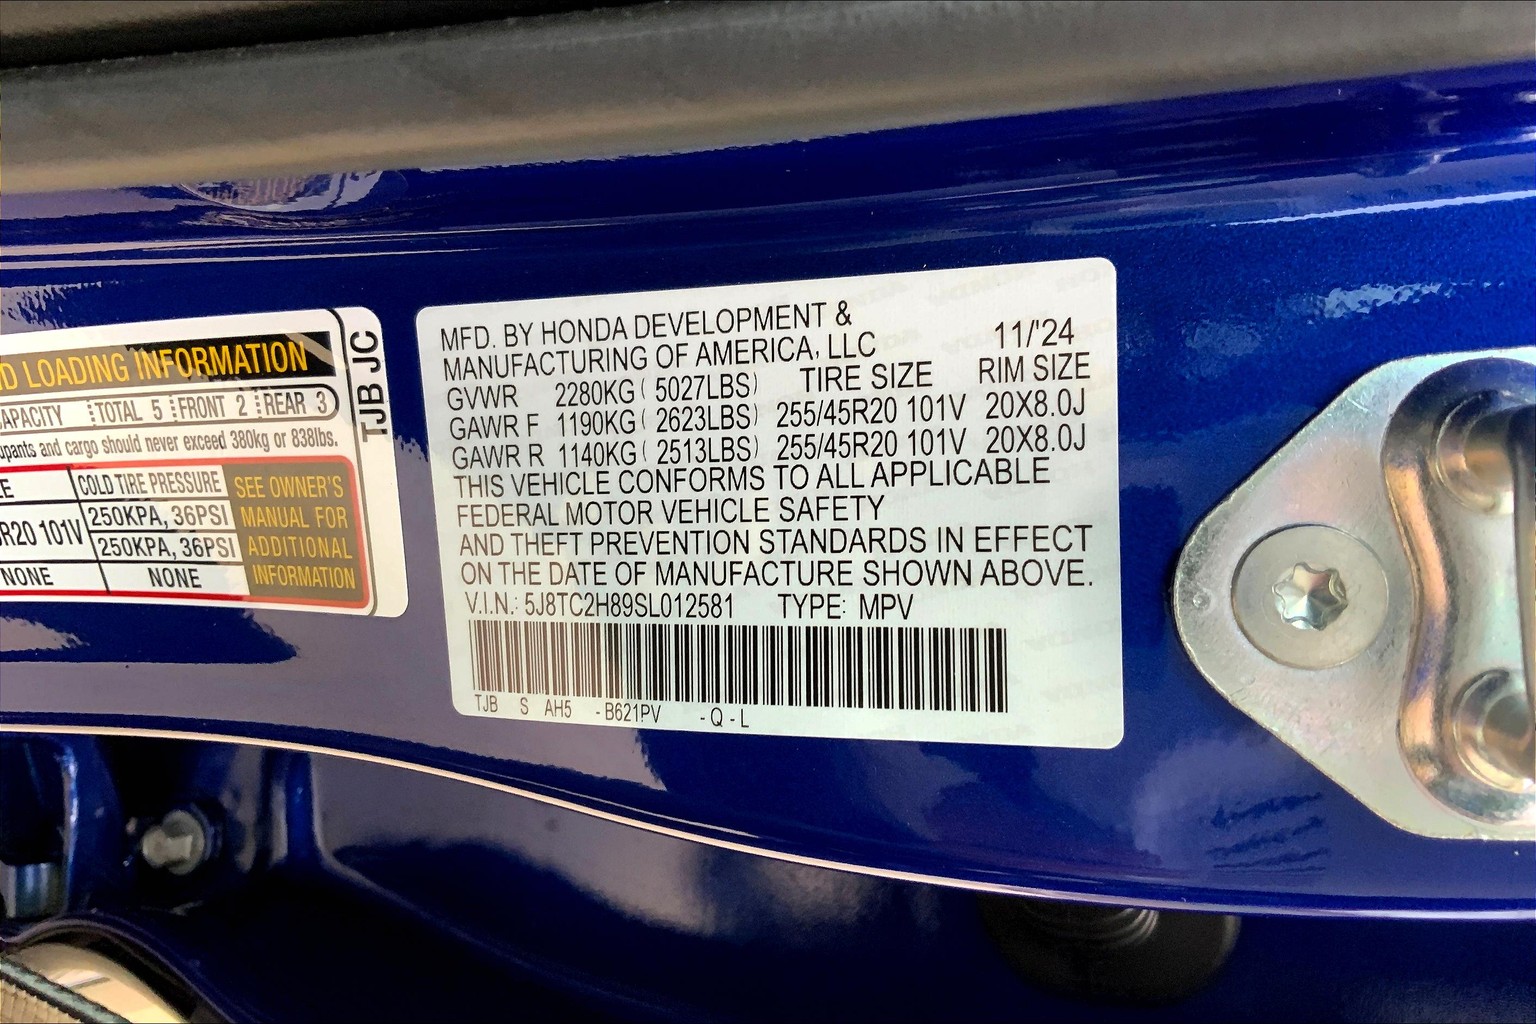 D LOADING INFORMATION
APACITY TOTAL 5 FRONT 2 REAR 3
pants and cargo should never exceed 380kg or 838lbs.
E COLD TIRE PRESSURE
R20 101V 250KPA, 36PSI
250KPA, 36PSI
NONE NONE
SEE OWNER'S
MANUAL FOR
ADDITIONAL
INFORMATION
TJB JC
MFD. BY HONDA DEVELOPMENT &
MANUFACTURING OF AMERICA, LLC 11/'24
GVWR 2280KG ( 5027LBS) TIRE SIZE RIM SIZE
GAWR F 1190KG ( 2623LBS) 255/45R20 101V 20X8.0J
GAWR R 1140KG ( 2513LBS) 255/45R20 101V 20X8.0J
THIS VEHICLE CONFORMS TO ALL APPLICABLE
FEDERAL MOTOR VEHICLE SAFETY
AND THEFT PREVENTION STANDARDS IN EFFECT
ON THE DATE OF MANUFACTURE SHOWN ABOVE.
V.I.N.: 5J8TC2H89SL012581 TYPE: MPV
TJB S AH5 -B621PV -Q-L